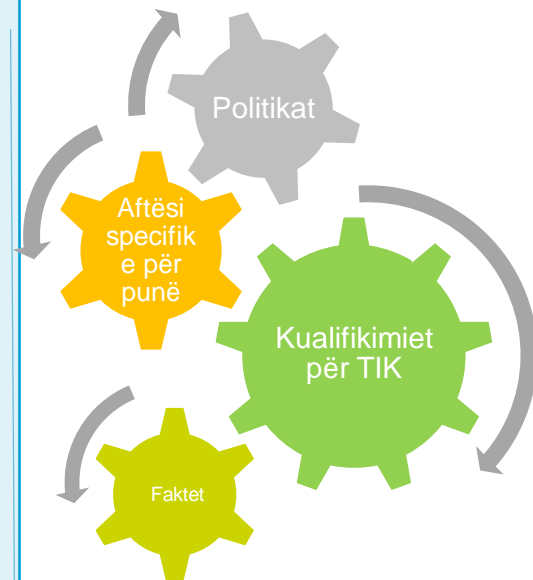 Politikat
Aftësi
specifik
e për
punë
Kualifikimiet
për TIK
Faktet